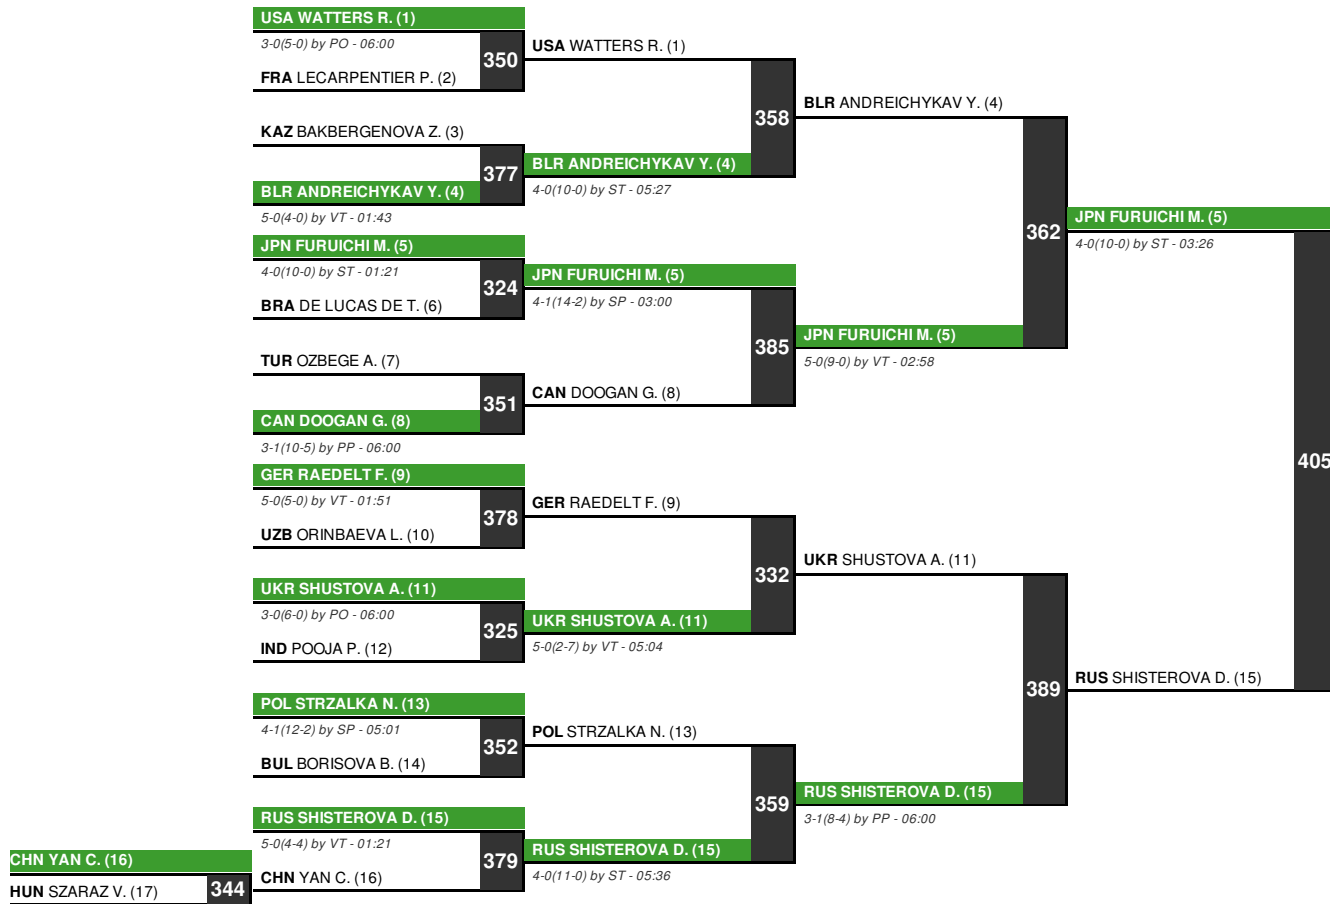 USA WATTERS R. (1)
3-0(5-0) by PO - 06:00
350
FRA LECARPENTIER P. (2)
KAZ BAKBERGENOVA Z. (3)
377
BLR ANDREICHYKAV Y. (4)
5-0(4-0) by VT - 01:43
JPN FURUICHI M. (5)
4-0(10-0) by ST - 01:21
324
BRA DE LUCAS DE T. (6)
TUR OZBEGE A. (7)
351
CAN DOOGAN G. (8)
3-1(10-5) by PP - 06:00
GER RAEDELT F. (9)
5-0(5-0) by VT - 01:51
378
UZB ORINBAEVA L. (10)
UKR SHUSTOVA A. (11)
3-0(6-0) by PO - 06:00
325
IND POOJA P. (12)
POL STRZALKA N. (13)
4-1(12-2) by SP - 05:01
352
BUL BORISOVA B. (14)
RUS SHISTEROVA D. (15)
5-0(4-4) by VT - 01:21
379
CHN YAN C. (16)
CHN YAN C. (16)
HUN SZARAZ V. (17)
344
USA WATTERS R. (1)
358
BLR ANDREICHYKAV Y. (4)
4-0(10-0) by ST - 05:27
JPN FURUICHI M. (5)
4-1(14-2) by SP - 03:00
385
CAN DOOGAN G. (8)
GER RAEDELT F. (9)
332
UKR SHUSTOVA A. (11)
5-0(2-7) by VT - 05:04
POL STRZALKA N. (13)
359
RUS SHISTEROVA D. (15)
4-0(11-0) by ST - 05:36
BLR ANDREICHYKAV Y. (4)
362
JPN FURUICHI M. (5)
5-0(9-0) by VT - 02:58
UKR SHUSTOVA A. (11)
389
RUS SHISTEROVA D. (15)
3-1(8-4) by PP - 06:00
JPN FURUICHI M. (5)
4-0(10-0) by ST - 03:26
405
RUS SHISTEROVA D. (15)